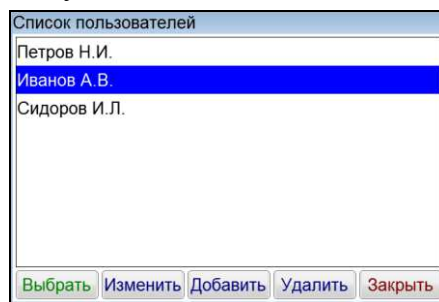 Список пользователей
Петров Н.И.
Иванов А.В.
Сидоров И.Л.
Выбрать Изменить Добавить Удалить Закрыть